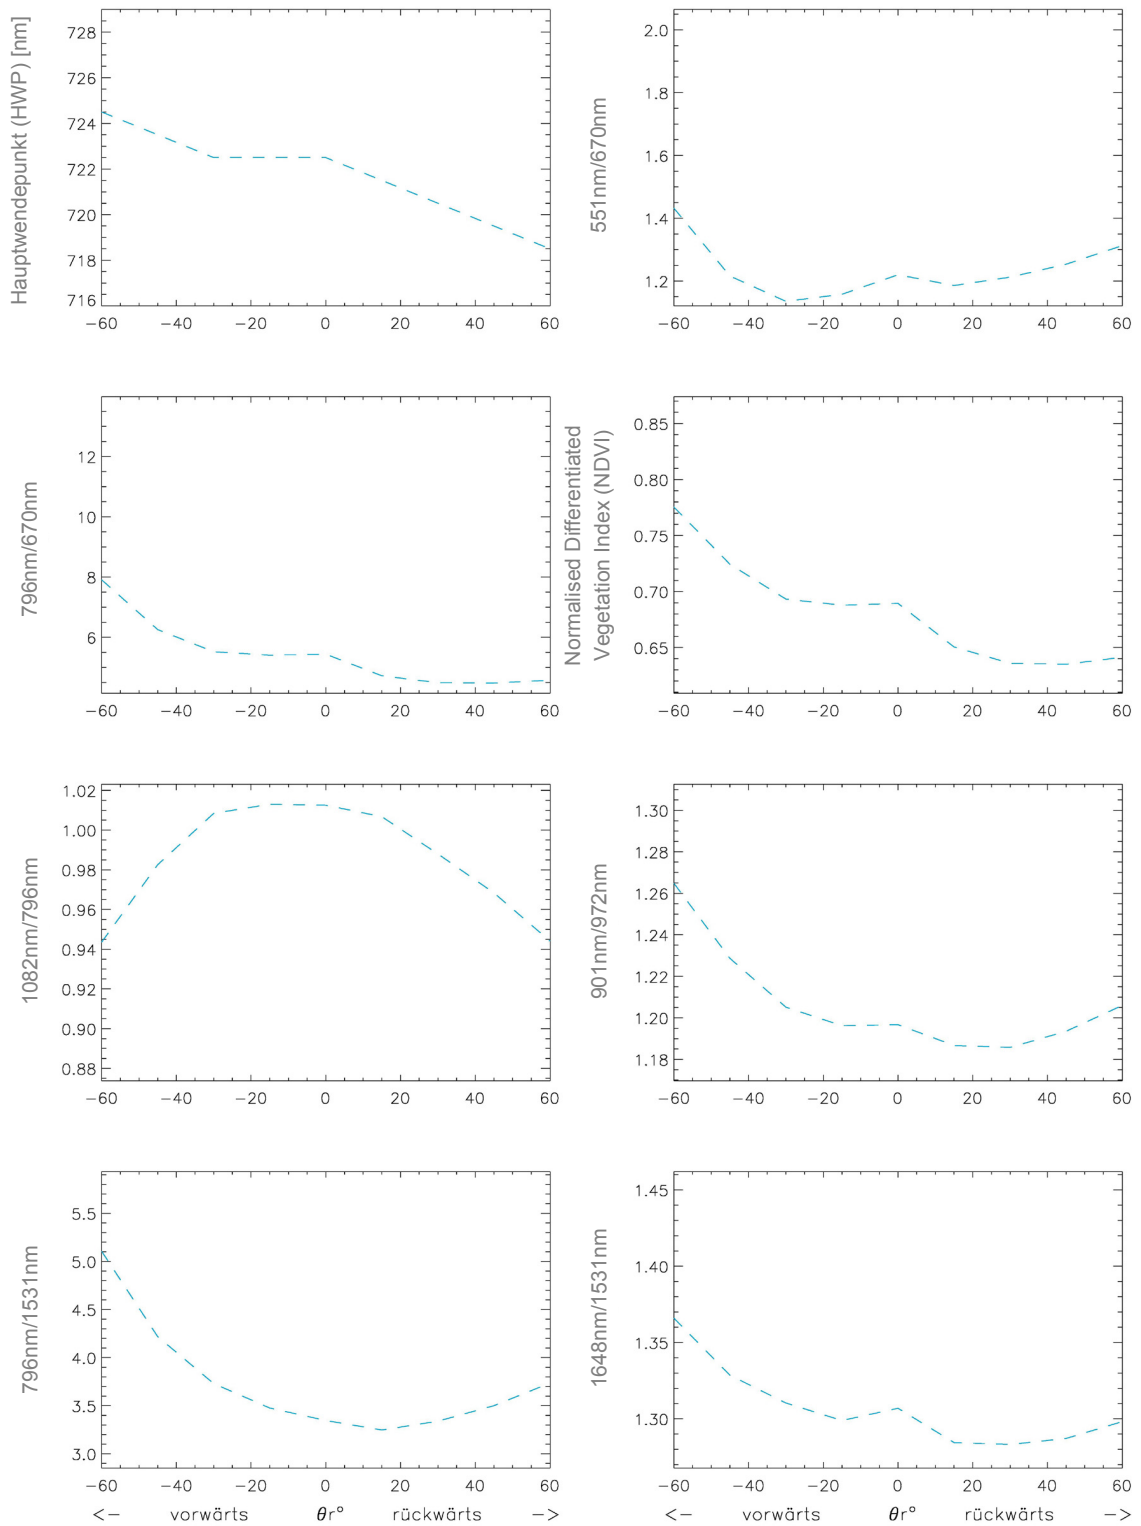 Hauptwendepunkt (HWP) [nm]
728
726
724
722
720
718
716
−60 −40 −20 0 20 40 60
551nm/670nm
2.0
1.8
1.6
1.4
1.2
−60 −40 −20 0 20 40 60
796nm/670nm
12
10
8
6
−60 −40 −20 0 20 40 60
Normalised Differentiated
Vegetation Index (NDVI)
0.85
0.80
0.75
0.70
0.65
−60 −40 −20 0 20 40 60
1082nm/796nm
1.02
1.00
0.98
0.96
0.94
0.92
0.90
0.88
−60 −40 −20 0 20 40 60
901nm/972nm
1.30
1.28
1.26
1.24
1.22
1.20
1.18
−60 −40 −20 0 20 40 60
796nm/1531nm
5.5
5.0
4.5
4.0
3.5
3.0
−60 −40 −20 0 20 40 60
<− vorwärts θr° rückwärts −>
1648nm/1531nm
1.45
1.40
1.35
1.30
−60 −40 −20 0 20 40 60
<− vorwärts θr° rückwärts −>